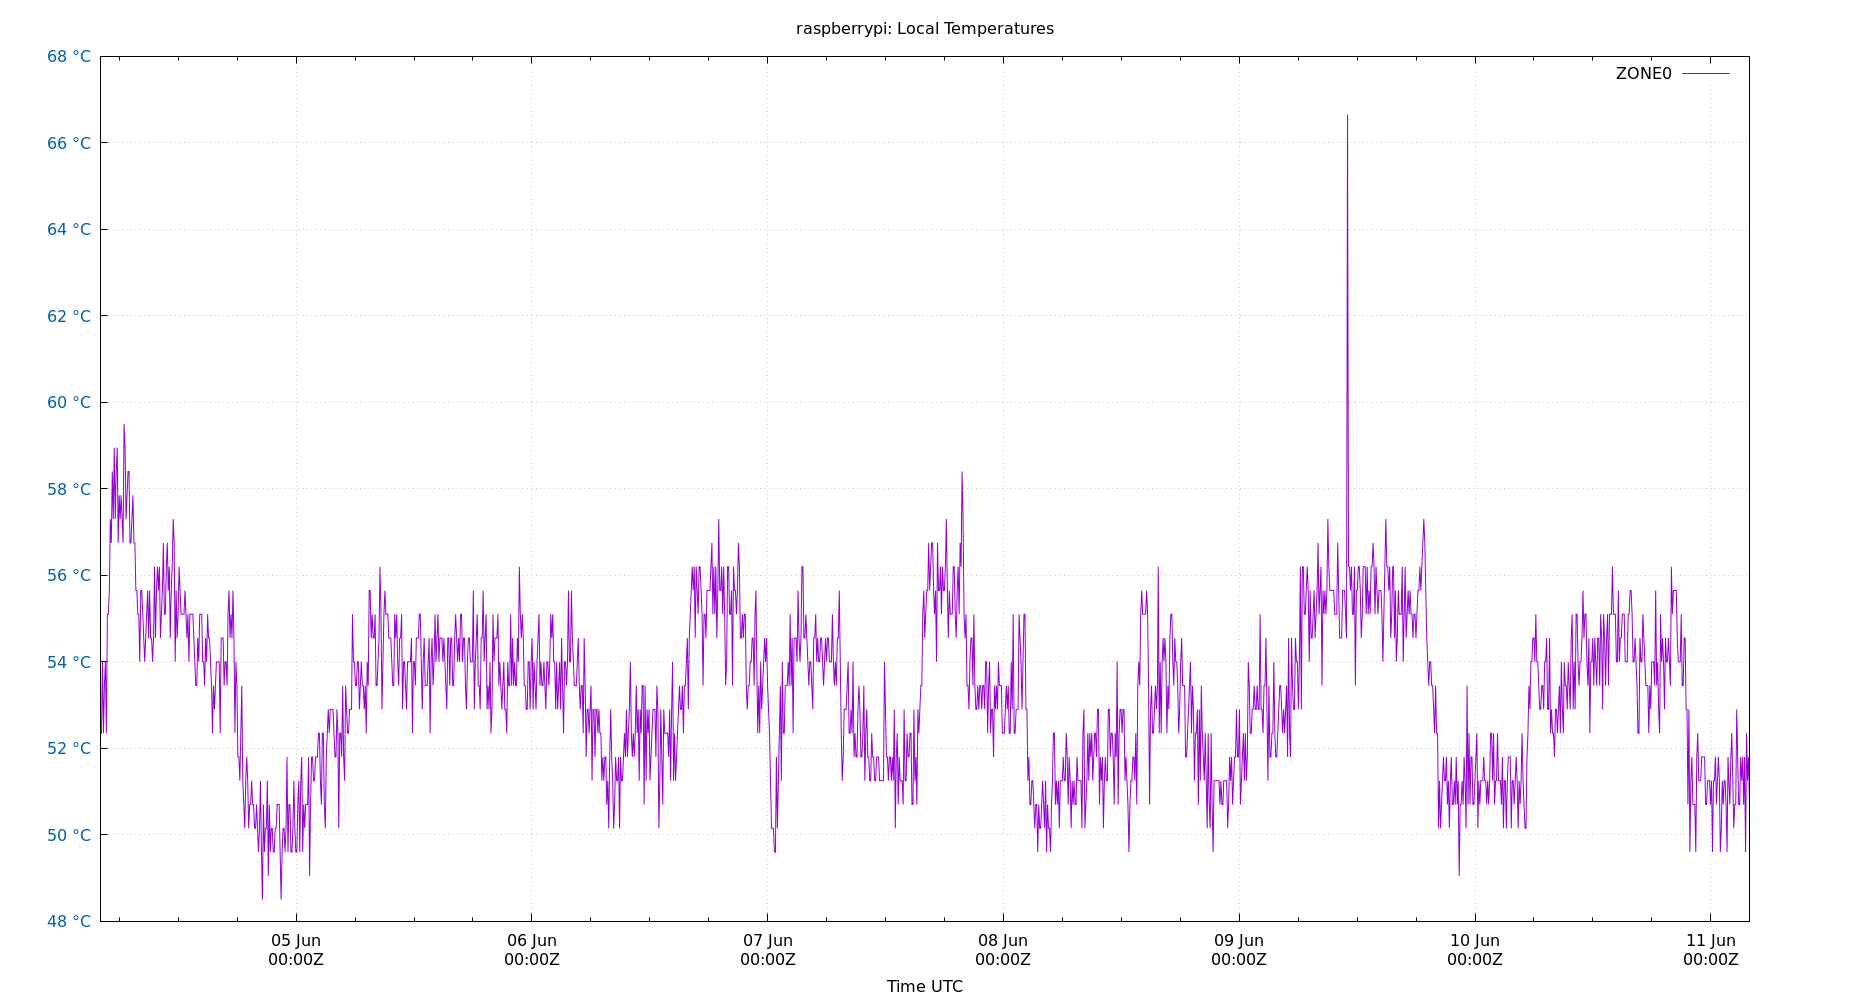 raspberrypi: Local Temperatures
68 °C
ZONE0
66 °C
64 °C
62 °C
60 °C
58 °C
56 °C
54 °C
52 °C
50 °C
48 °C
05 Jun 06 Jun 07 Jun 08 Jun 09 Jun 10 Jun 11 Jun
00:00Z 00:00Z 00:00Z 00:00Z 00:00Z 00:00Z 00:00Z
Time UTC